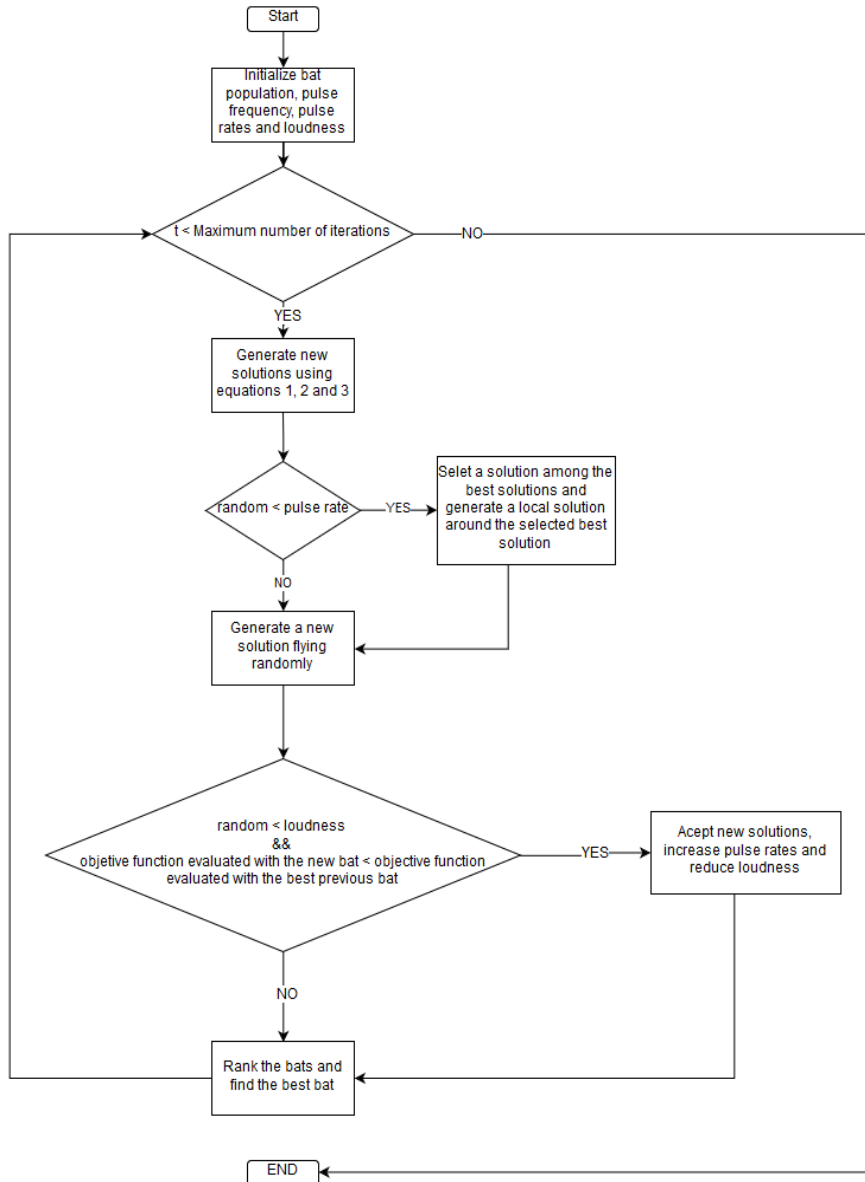 Start
Initialize bat
population, pulse
frequency, pulse
rates and loudness
t < Maximum number of iterations
NO
YES
Generate new
solutions using
equations 1, 2 and 3
random < pulse rate
YES
Selet a solution among the
best solutions and
generate a local solution
around the selected best
solution
NO
Generate a new
solution flying
randomly
random < loudness
&&
objetive function evaluated with the new bat < objective function
evaluated with the best previous bat
YES
Acept new solutions,
increase pulse rates and
reduce loudness
NO
Rank the bats and
find the best bat
END